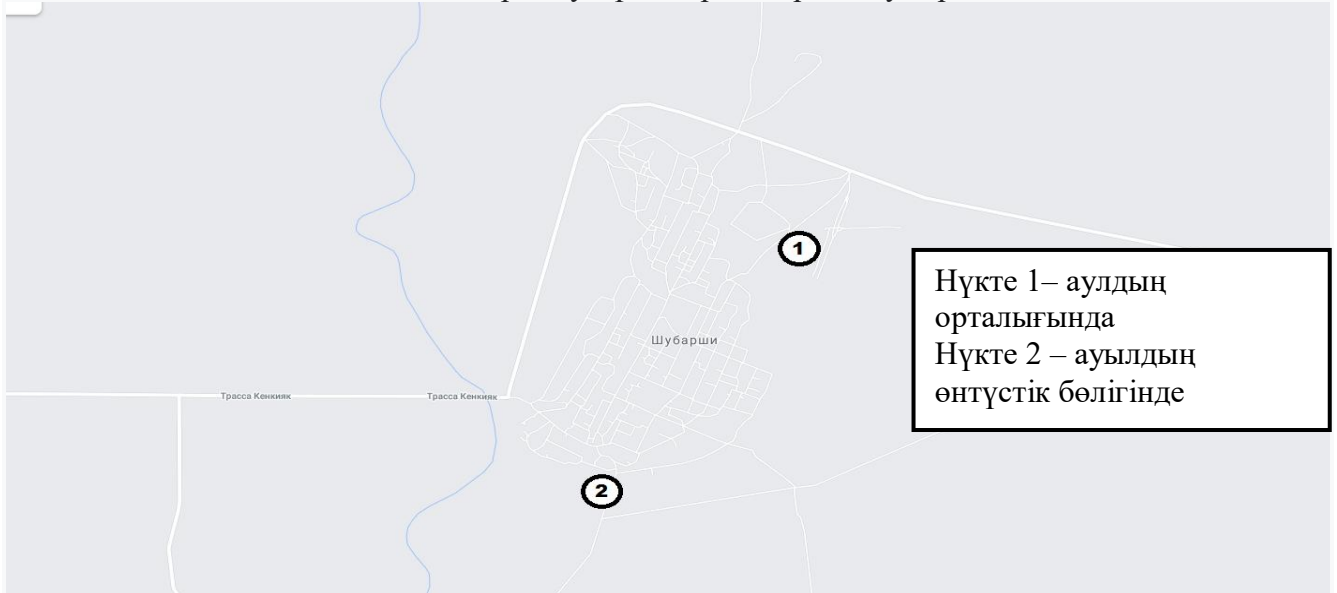 1
Нүкте 1– аулдың
орталығында
Нүкте 2 – ауылдың
өнтүстік бөлігінде
Шубарши
Трасса Кенкияк
Трасса Кенкияк
2